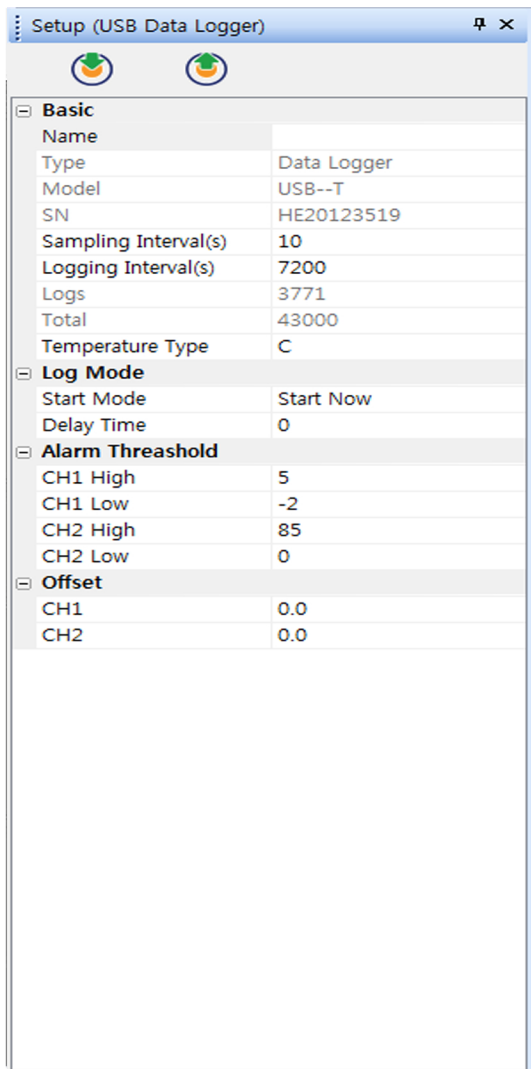 Setup (USB Data Logger)
Basic
Name
Type Data Logger
Model USB--T
SN HE20123519
Sampling Interval(s) 10
Logging Interval(s) 7200
Logs 3771
Total 43000
Temperature Type C
Log Mode
Start Mode Start Now
Delay Time 0
Alarm Threashold
CH1 High 5
CH1 Low -2
CH2 High 85
CH2 Low 0
Offset
CH1 0.0
CH2 0.0